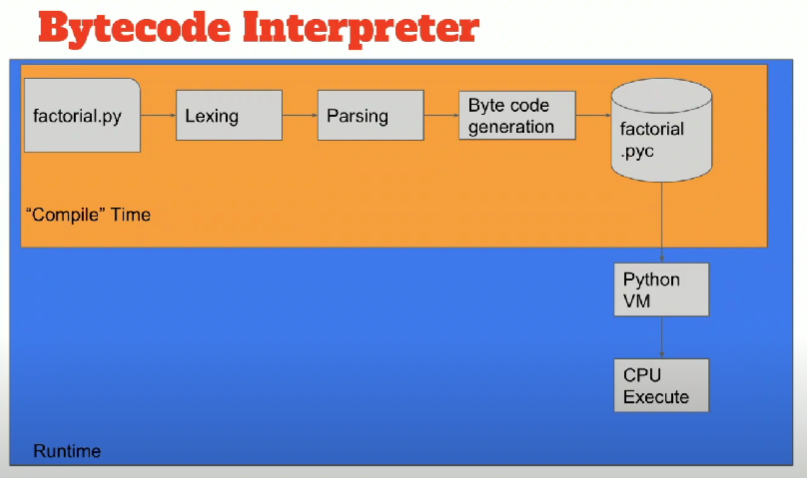 Bytecode Interpreter
factorial.py
Lexing
Parsing
Byte code
generation
factorial
.pyc
"Compile" Time
Python
VM
CPU
Execute
Runtime